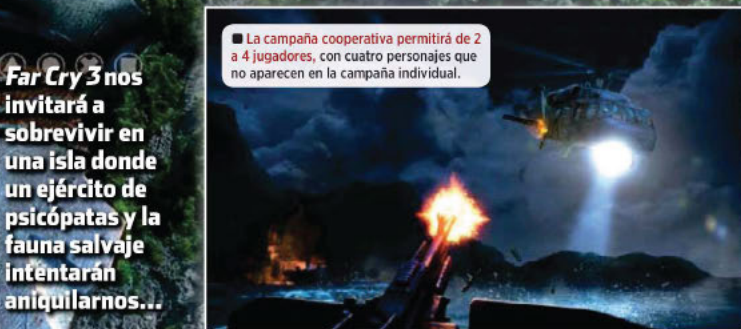 Far Cry 3 nos
invitará a
sobrevivir en
una isla donde
un ejército de
psicópatas y la
fauna salvaje
intentarán
aniquilarnos...
■ La campaña cooperativa permitirá de 2
a 4 jugadores, con cuatro personajes que
no aparecen en la campaña individual.